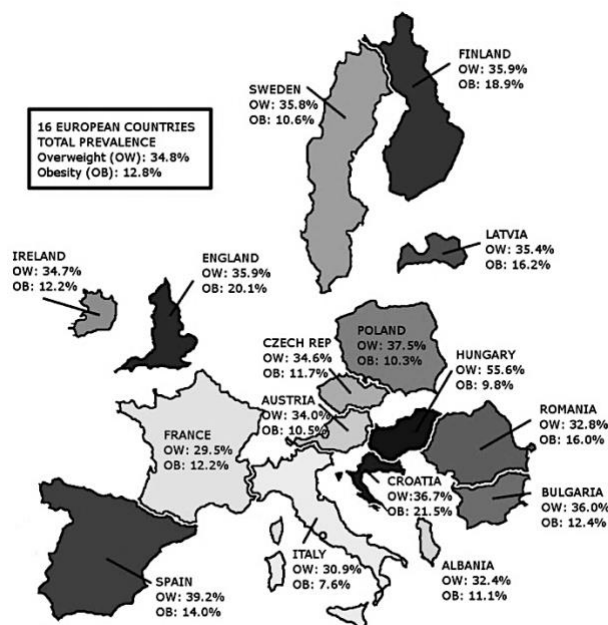 FINLAND
OW: 35.9%
OB: 18.9%
SWEDEN
OW: 35.8%
OB: 10.6%
16 EUROPEAN COUNTRIES
TOTAL PREVALENCE
Overweight (OW): 34.8%
Obesity (OB): 12.8%
LATVIA
OW: 35.4%
OB: 16.2%
IRELAND
OW: 34.7%
OB: 12.2%
ENGLAND
OW: 35.9%
OB: 20.1%
POLAND
OW: 37.5%
OB: 10.3%
CZECH REP
OW: 34.6%
OB: 11.7%
HUNGARY
OW: 55.6%
OB: 9.8%
AUSTRIA
OW: 34.0%
OB: 10.5%
ROMANIA
OW: 32.8%
OB: 16.0%
FRANCE
OW: 29.5%
OB: 12.2%
CROATIA
OW:36.7%
OB: 21.5%
BULGARIA
OW: 36.0%
OB: 12.4%
ITALY
OW: 30.9%
OB: 7.6%
ALBANIA
OW: 32.4%
OB: 11.1%
SPAIN
OW: 39.2%
OB: 14.0%